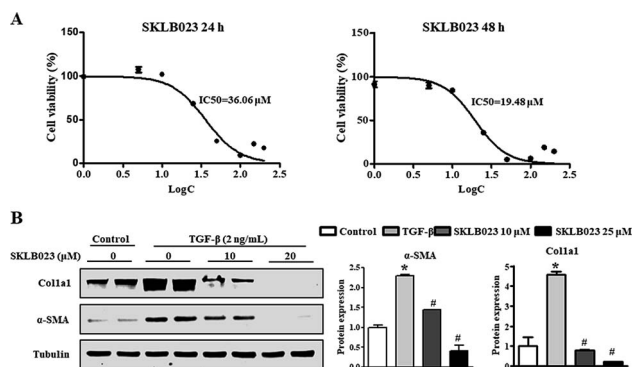 A
SKLB023 24 h
Cell viability (%)
150
100
50
0
IC50=36.06 μM
0.0 0.5 1.0 1.5 2.0 2.5
LogC
SKLB023 48 h
Cell viability (%)
150
100
50
0
IC50=19.48 μM
0.0 0.5 1.0 1.5 2.0 2.5
LogC
B
Control TGF-β (2 ng/mL)
SKLB023 (μM) 0 0 10 20
Col1a1
α-SMA
Tubulin
Control TGF-β SKLB023 10 μM SKLB023 25 μM
α-SMA
Protein expression
2.5
2.0
1.5
1.0
0.5
0.0
*
#
#
Col1a1
Protein expression
5
4
3
2
1
0
*
#
#